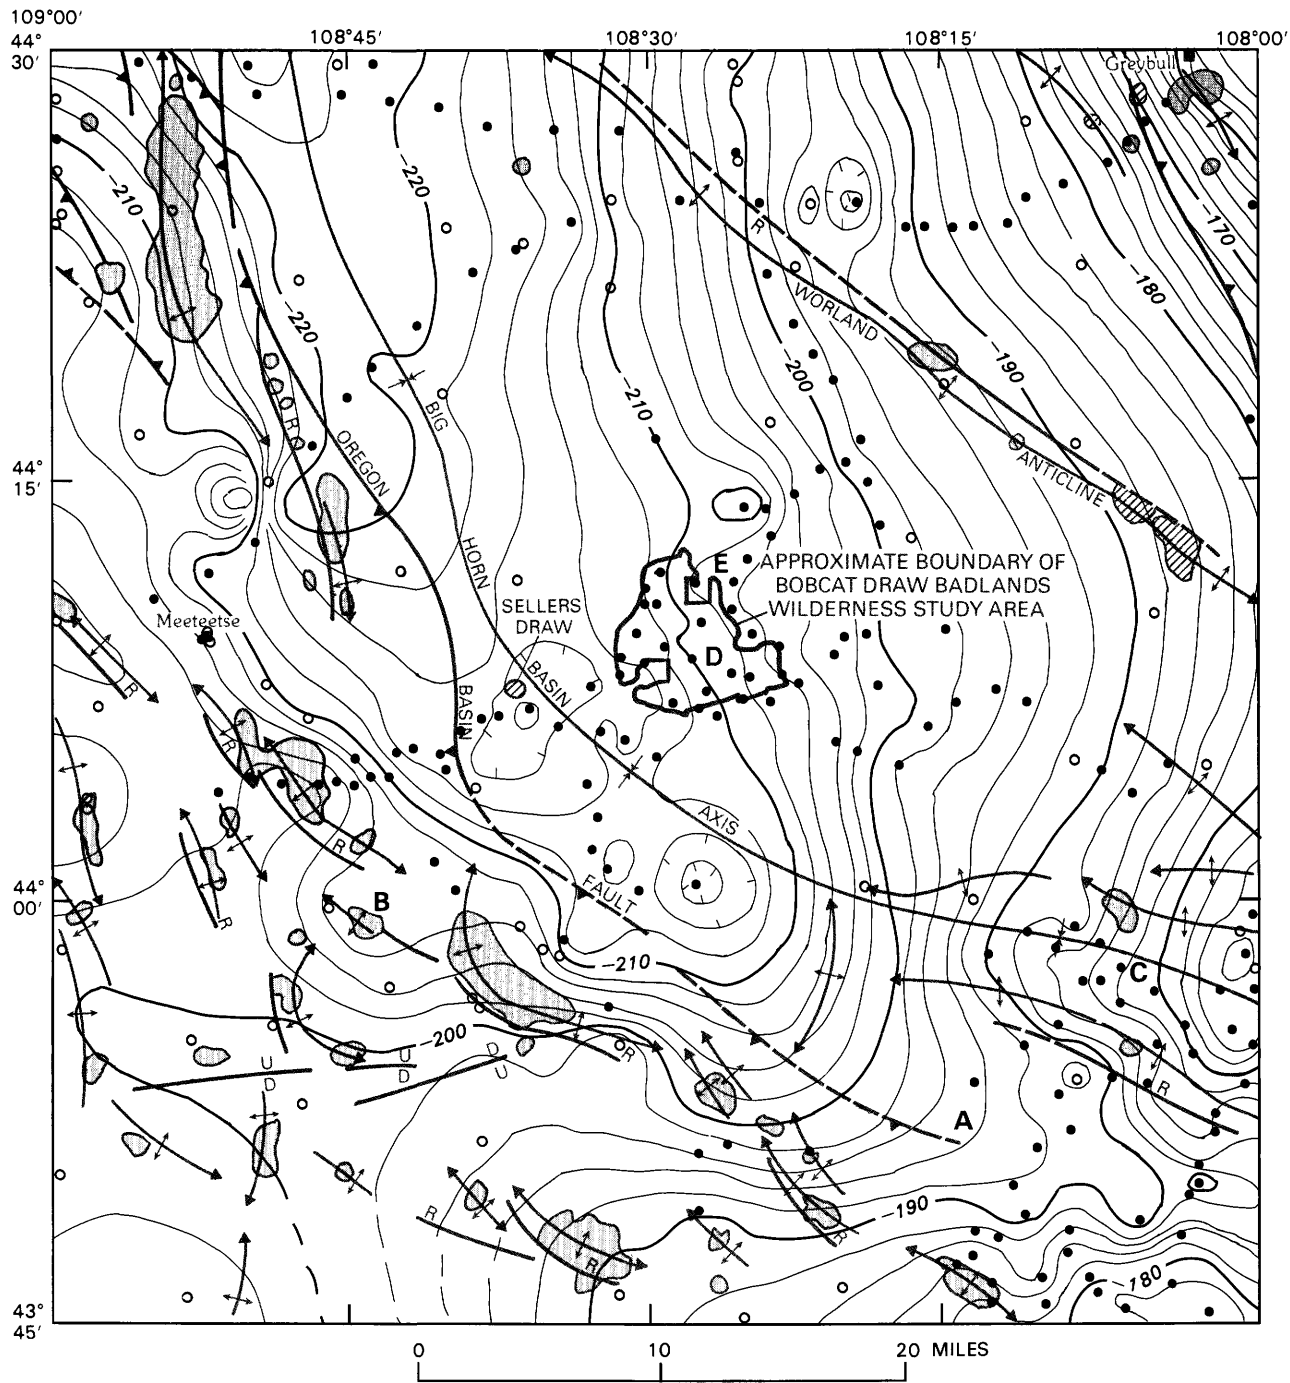 109°00'
44°
30'
108°45'
108°30'
108°15'
108°00'
Greybull
-220
-210
-170
R
-180
-220
WORLAND
-200
-190
-210
BIG
R
OREGON
44°
15'
ANTICLINE
HORN
E
APPROXIMATE BOUNDARY OF
BOBCAT DRAW BADLANDS
WILDERNESS STUDY AREA
SELLERS
DRAW
Meeteetse
D
R
BASIN
BASIN
R
AXIS
R
44°
00'
FAULT
B
R
-210
C
-200
R
U
D
U
D
D
U
R
A
R
-190
R
R
-180
43°
45'
0
10
20 MILES